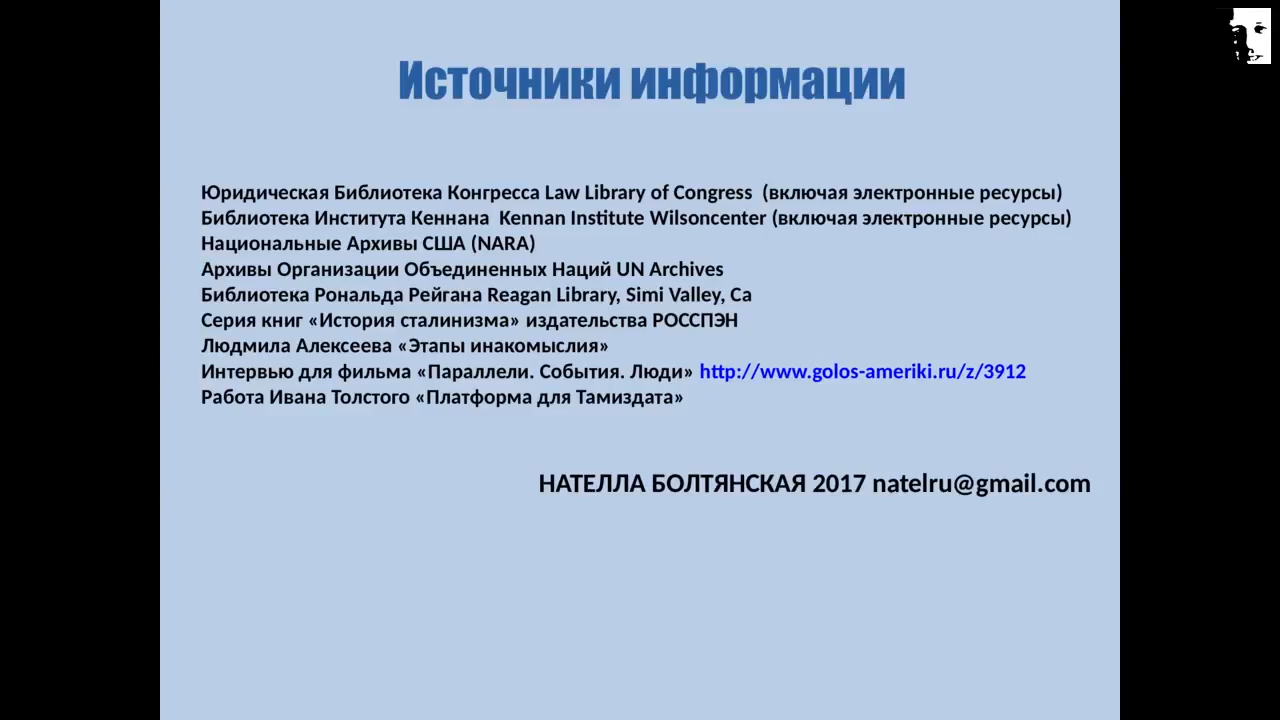 Источники информации
Юридическая Библиотека Конгресса Law Library of Congress (включая электронные ресурсы)
Библиотека Института Кеннана Kennan Institute Wilsoncenter (включая электронные ресурсы)
Национальные Архивы США (NARA)
Архивы Организации Объединенных Наций UN Archives
Библиотека Рональда Рейгана Reagan Library, Simi Valley, Ca
Серия книг «История сталинизма» издательства РОССПЭН
Людмила Алексеева «Этапы инакомыслия»
Интервью для фильма «Параллели. События. Люди» http://www.golos-ameriki.ru/z/3912
Работа Ивана Толстого «Платформа для Тамиздата»
НАТЕЛЛА БОЛТЯНСКАЯ 2017 natelru@gmail.com